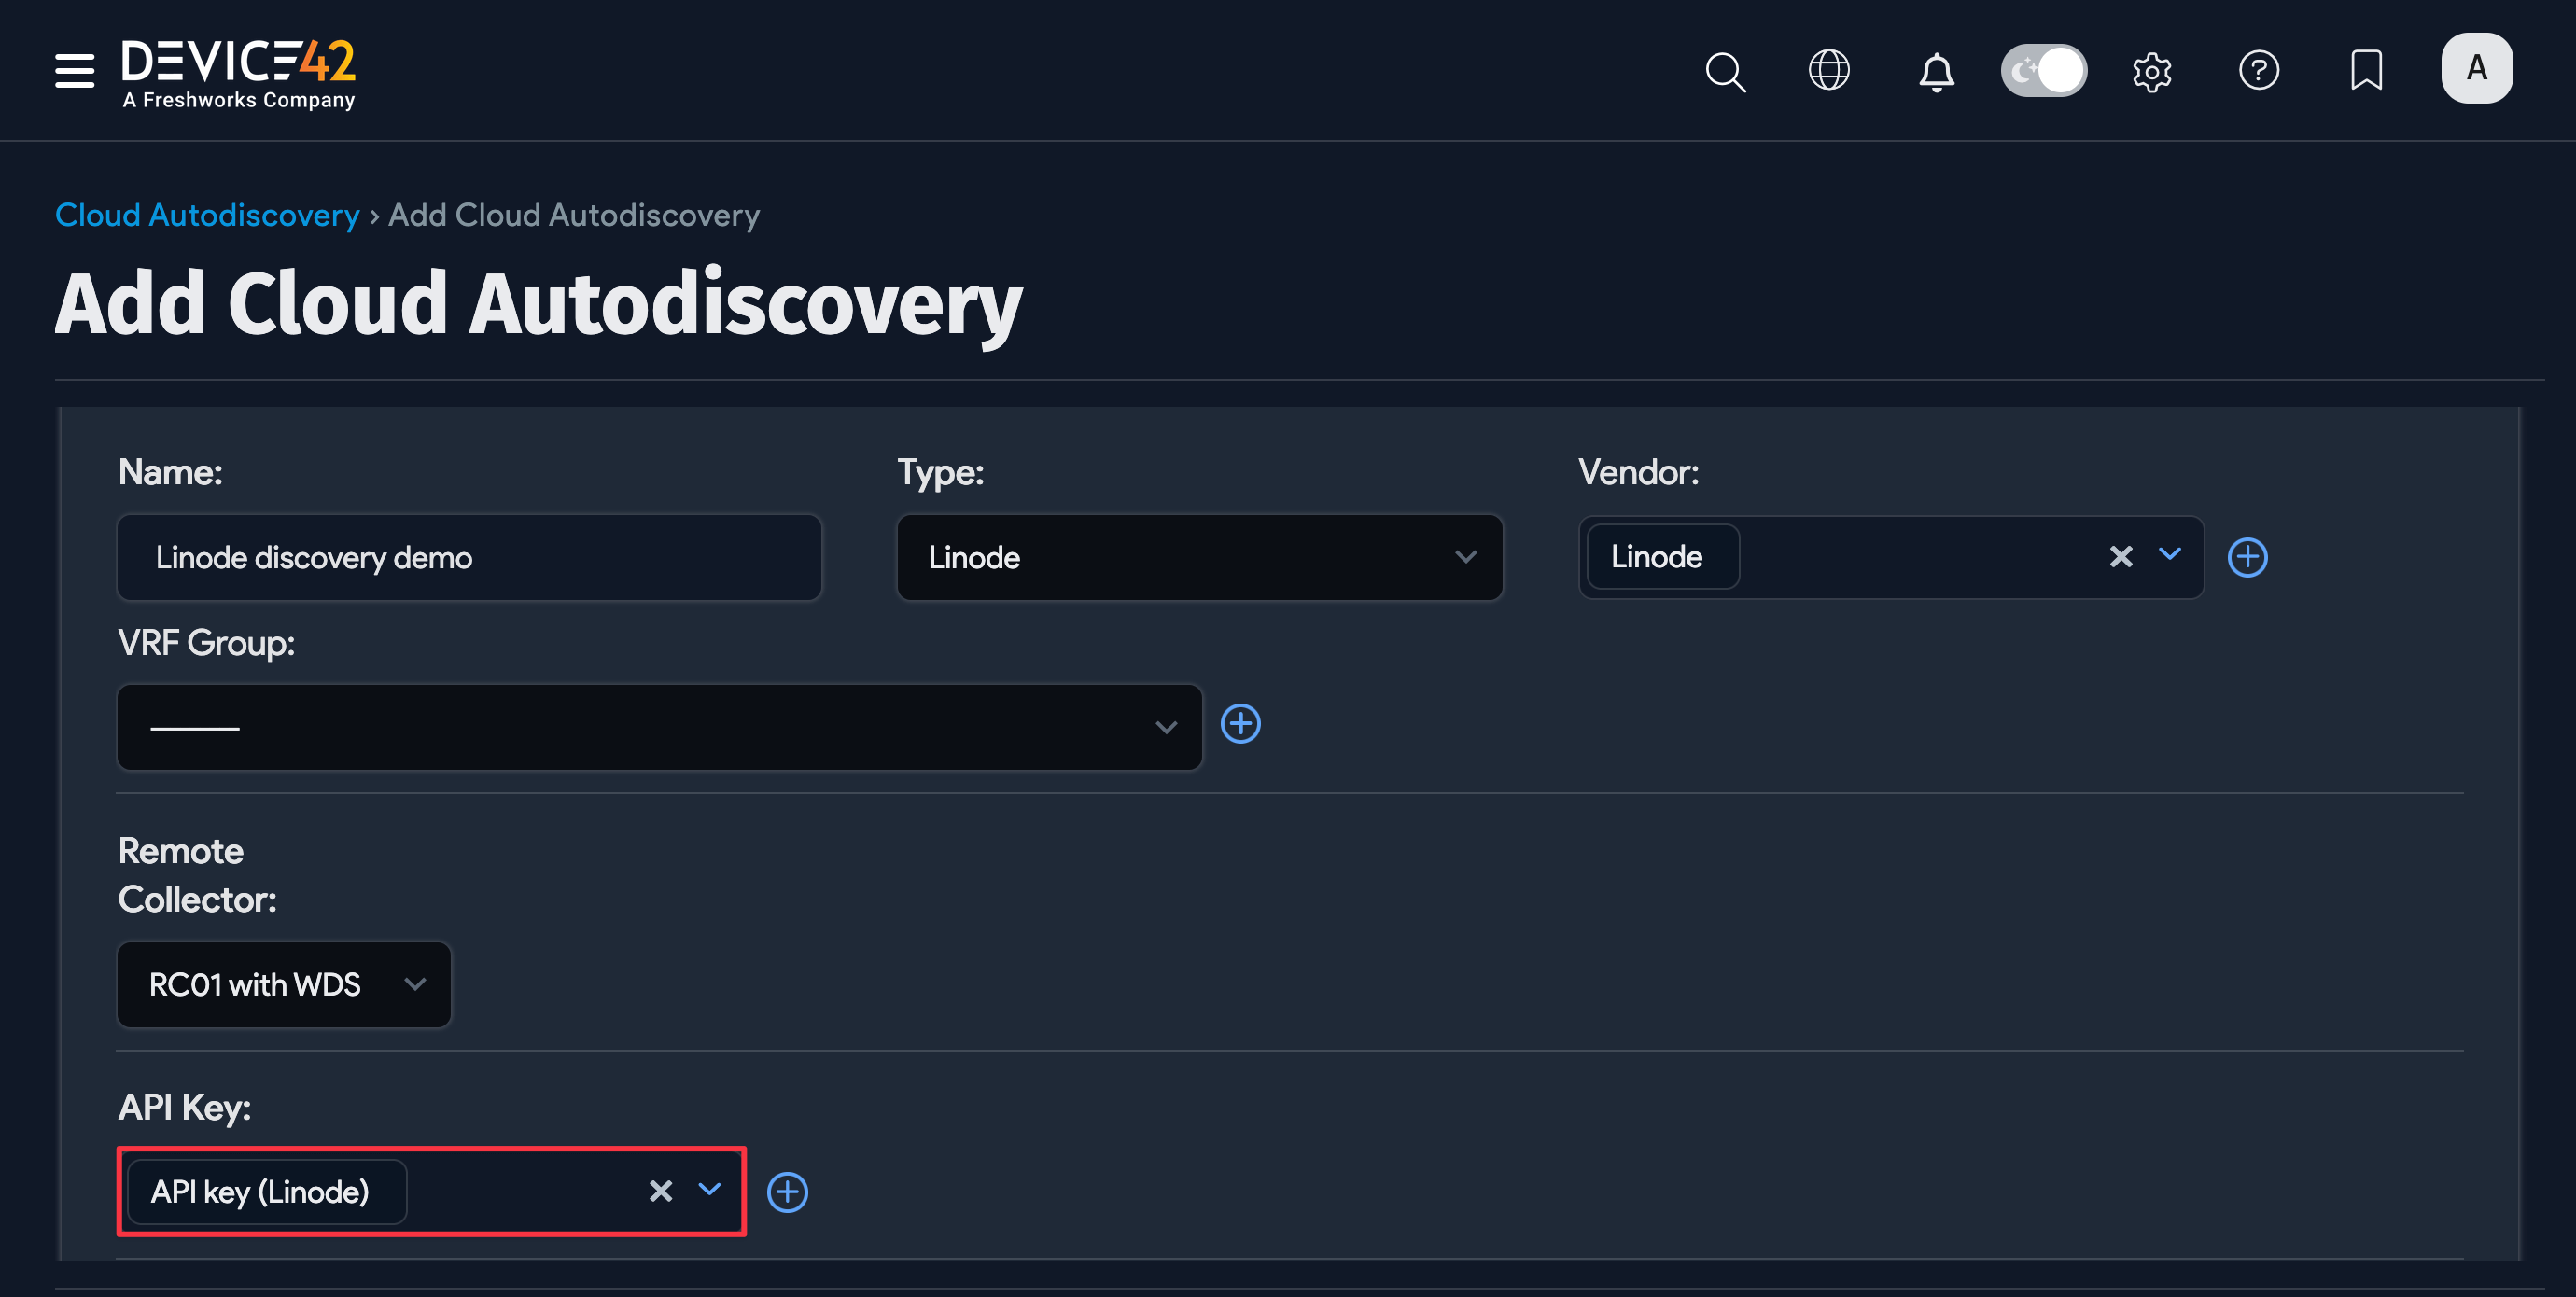 DEVICE42
A Freshworks Company
A
Cloud Autodiscovery › Add Cloud Autodiscovery
Add Cloud Autodiscovery
Name: Type: Vendor:
Linode discovery demo Linode Linode
VRF Group:
Remote
Collector:
RC01 with WDS
API Key:
API key (Linode)